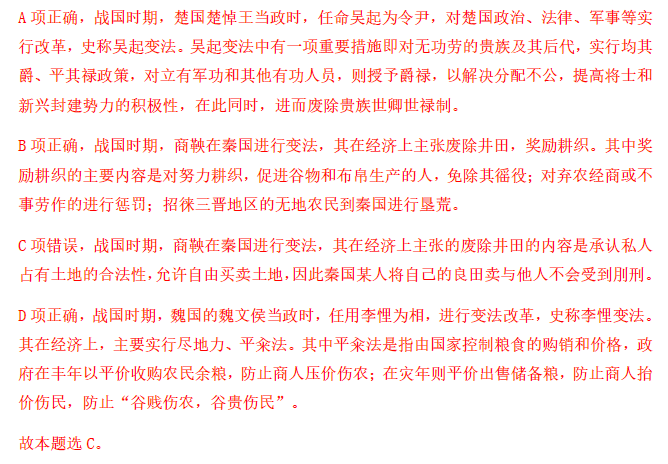 A 项正确，战国时期，楚国楚悼王当政时，任命吴起为令尹，对楚国政治、法律、军事等实
行改革，史称吴起变法。吴起变法中有一项重要措施即对无功劳的贵族及其后代，实行均其
爵、平其禄政策，对立有军功和其他有功人员，则授予爵禄，以解决分配不公，提高将士和
新兴封建势力的积极性，在此同时，进而废除贵族世卿世禄制。
B 项正确，战国时期，商鞅在秦国进行变法，其在经济上主张废除井田，奖励耕织。其中奖
励耕织的主要内容是对努力耕织，促进谷物和布帛生产的人，免除其徭役；对弃农经商或不
事劳作的进行惩罚；招徕三晋地区的无地农民到秦国进行垦荒。
C 项错误，战国时期，商鞅在秦国进行变法，其在经济上主张的废除井田的内容是承认私人
占有土地的合法性，允许自由买卖土地，因此秦国某人将自己的良田卖与他人不会受到刖刑。
D 项正确，战国时期，魏国的魏文侯当政时，任用李悝为相，进行变法改革，史称李悝变法。
其在经济上，主要实行尽地力、平籴法。其中平籴法是指由国家控制粮食的购销和价格，政
府在丰年以平价收购农民余粮，防止商人压价伤农；在灾年则平价出售储备粮，防止商人抬
价伤民，防止“谷贱伤农，谷贵伤民”。
故本题选 C。